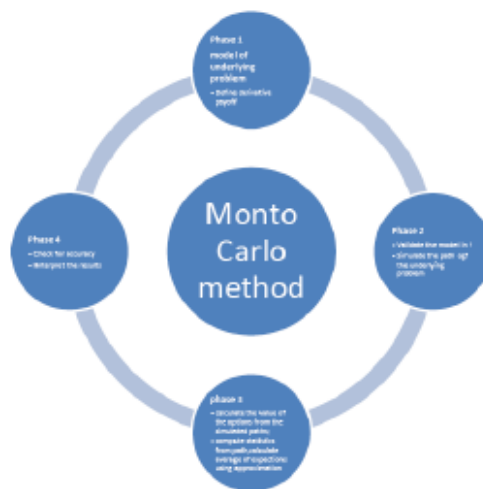 Phase 1
model of
underlying
problem
– Define derivative
payoff
Monto
Carlo
method
Phase 2
– Validate the model in 1
– Simulate the path ogf
the underlying
problem
Phase 4
– Check for accuracy
– Iinterpret the results
phase 3
– calculate the value of
the options from the
simulated paths;
– compute statistics
from path;calculate
average of expections
using approximation